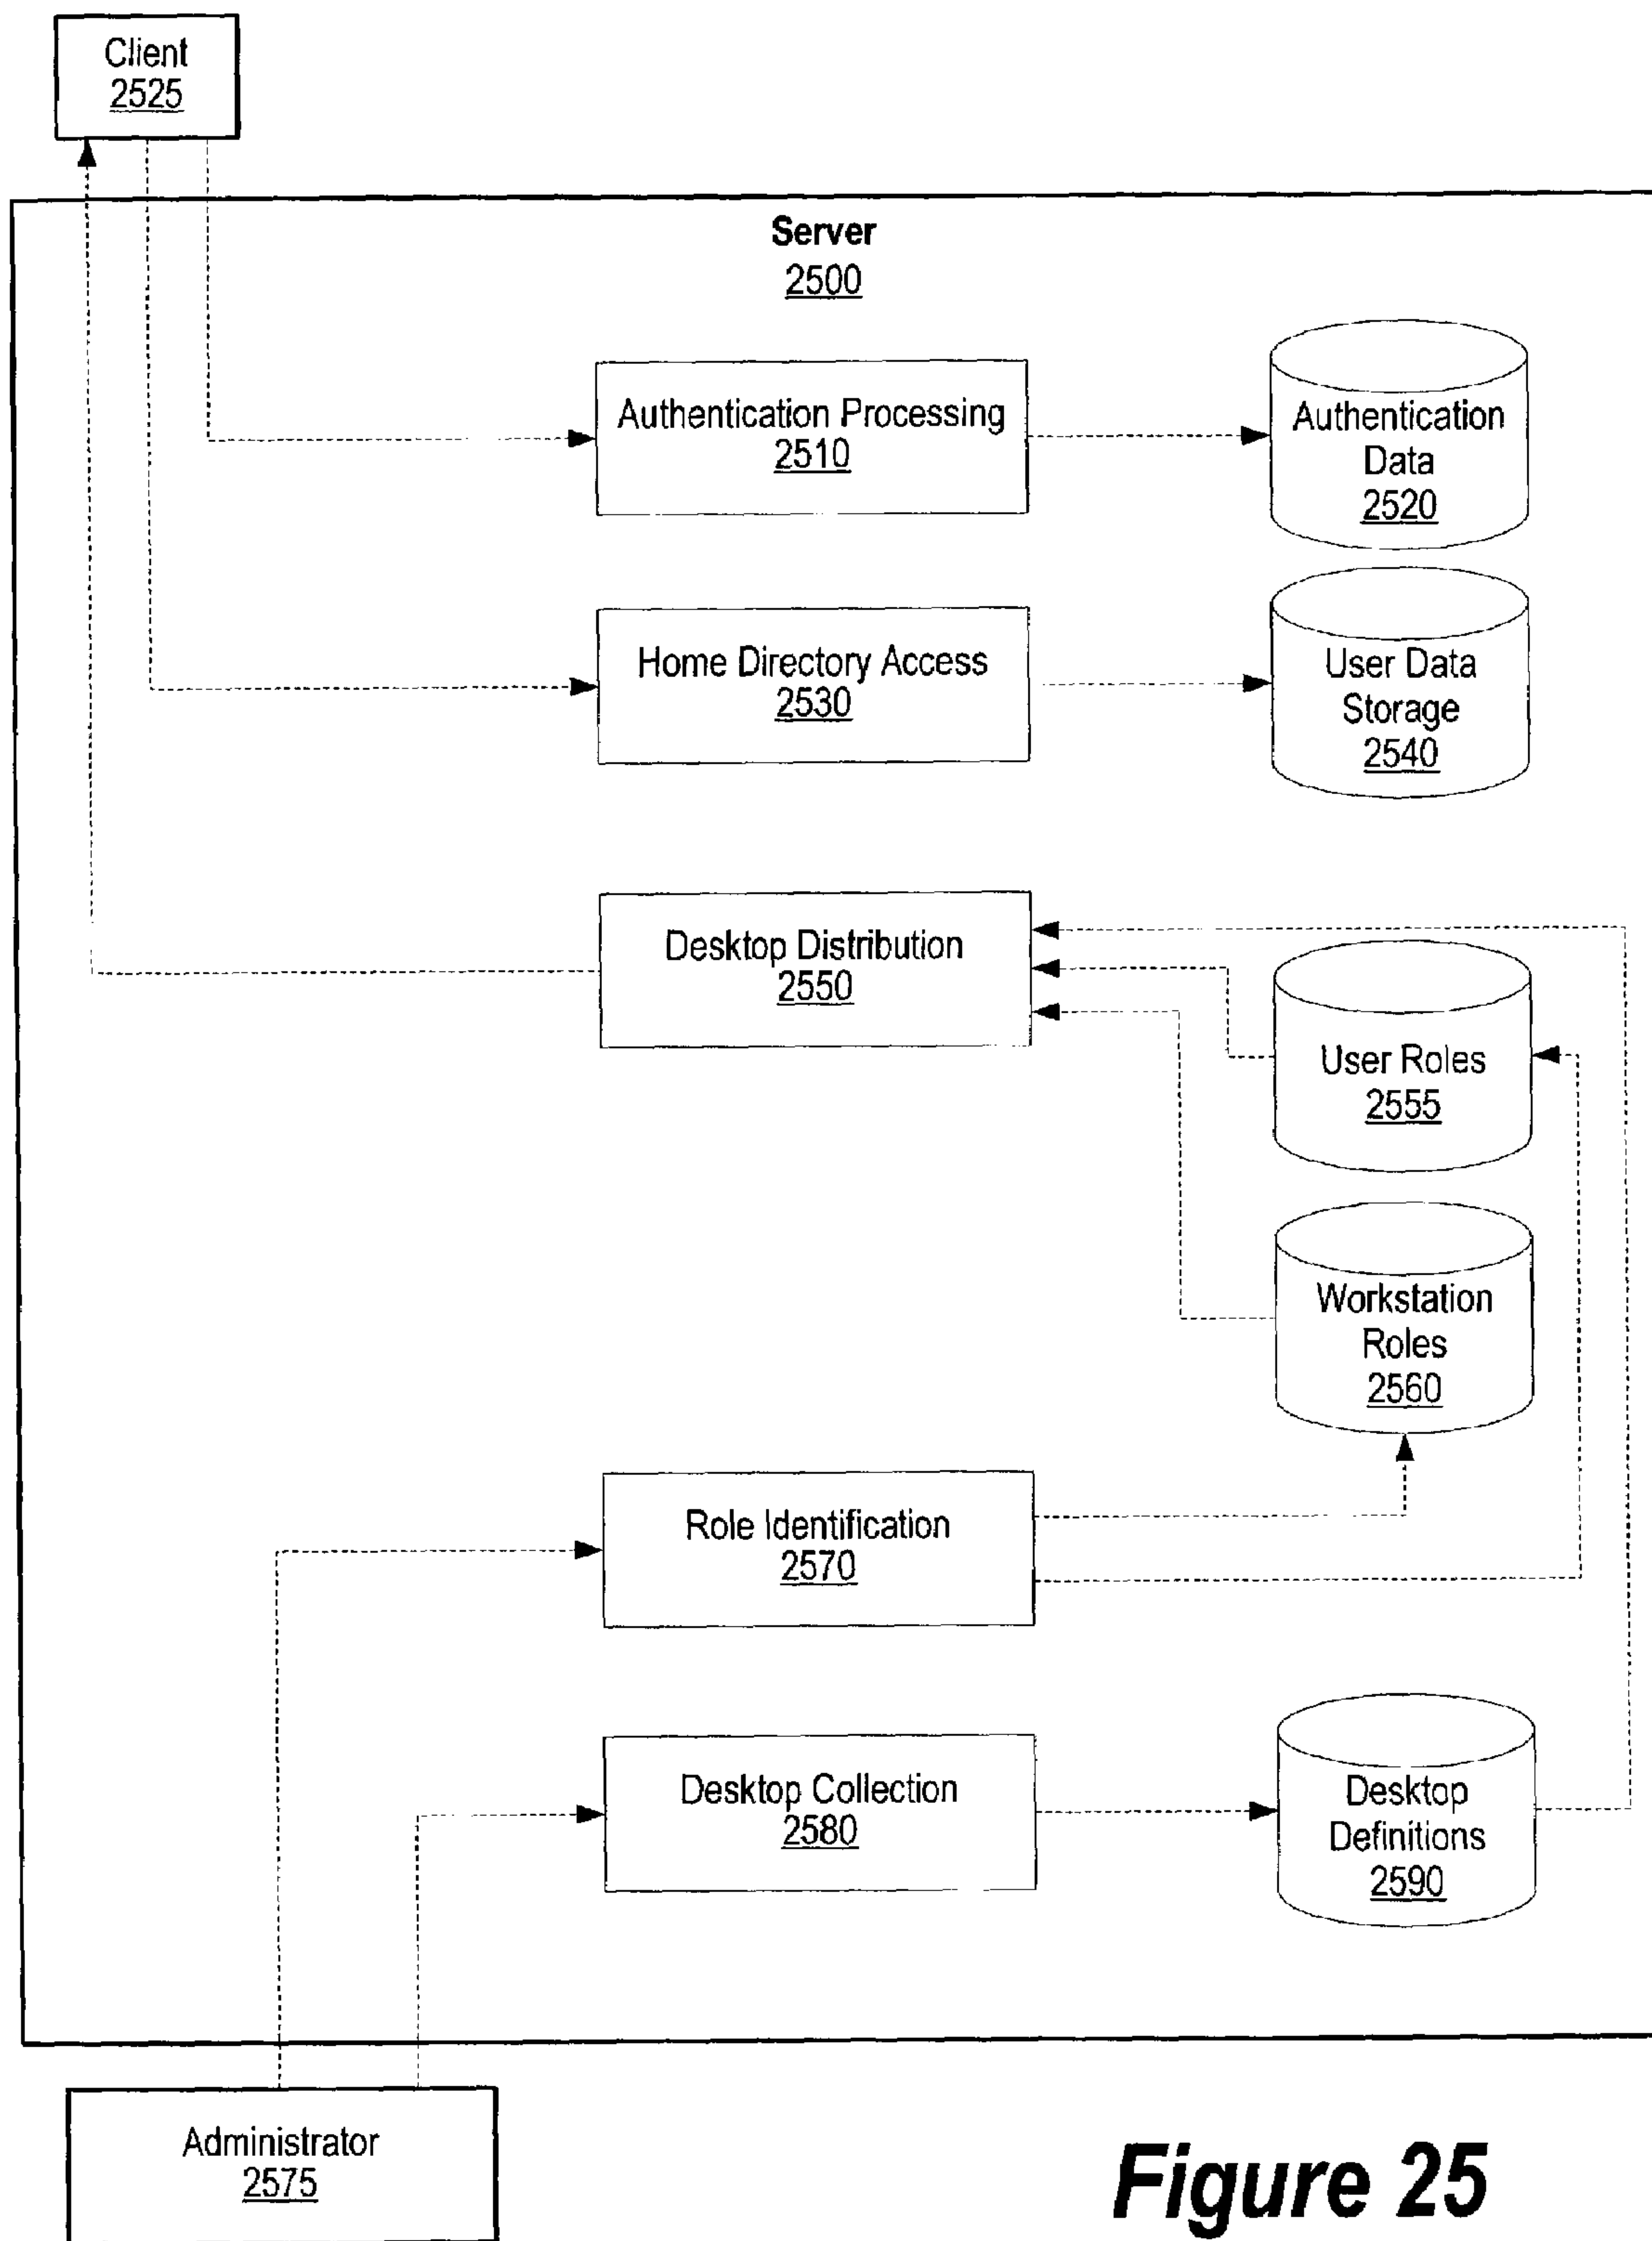 Client
2525
Server
2500
Authentication Processing
2510
Authentication
Data
2520
Home Directory Access
2530
User Data
Storage
2540
Desktop Distribution
2550
User Roles
2555
Workstation
Roles
2560
Role Identification
2570
Desktop Collection
2580
Desktop
Definitions
2590
Administrator
2575
Figure 25